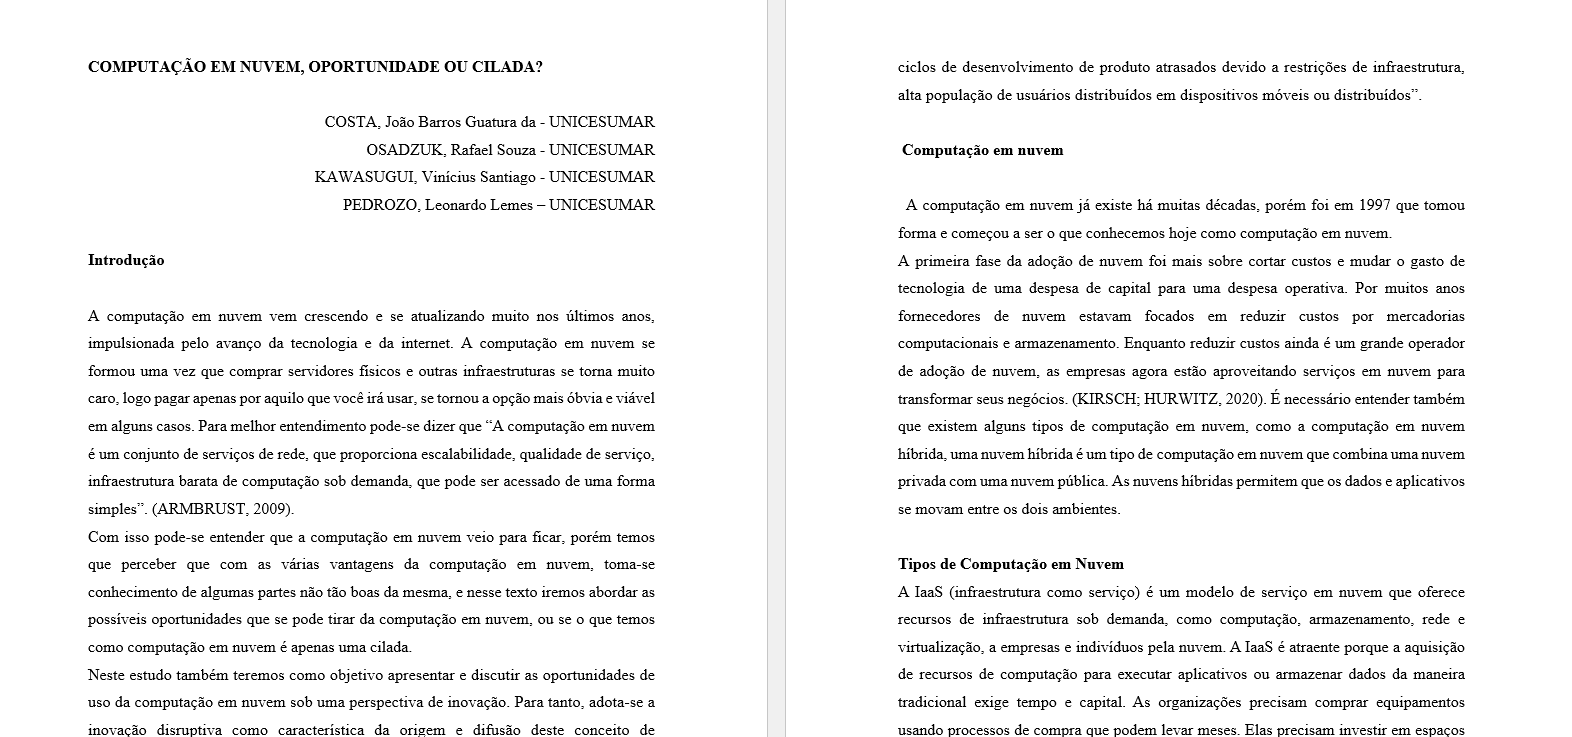 COMPUTAÇÃO EM NUVEM, OPORTUNIDADE OU CILADA?
COSTA, João Barros Guatura da - UNICESUMAR
OSADZUK, Rafael Souza - UNICESUMAR
KAWASUGUI, Vinícius Santiago - UNICESUMAR
PEDROZO, Leonardo Lemes – UNICESUMAR
Introdução
A computação em nuvem vem crescendo e se atualizando muito nos últimos anos,
impulsionada pelo avanço da tecnologia e da internet. A computação em nuvem se
formou uma vez que comprar servidores físicos e outras infraestruturas se torna muito
caro, logo pagar apenas por aquilo que você irá usar, se tornou a opção mais óbvia e viável
em alguns casos. Para melhor entendimento pode-se dizer que “A computação em nuvem
é um conjunto de serviços de rede, que proporciona escalabilidade, qualidade de serviço,
infraestrutura barata de computação sob demanda, que pode ser acessado de uma forma
simples”. (ARMBRUST, 2009).
Com isso pode-se entender que a computação em nuvem veio para ficar, porém temos
que perceber que com as várias vantagens da computação em nuvem, toma-se
conhecimento de algumas partes não tão boas da mesma, e nesse texto iremos abordar as
possíveis oportunidades que se pode tirar da computação em nuvem, ou se o que temos
como computação em nuvem é apenas uma cilada.
Neste estudo também teremos como objetivo apresentar e discutir as oportunidades de
uso da computação em nuvem sob uma perspectiva de inovação. Para tanto, adota-se a
inovação disruptiva como característica da origem e difusão deste conceito de
ciclos de desenvolvimento de produto atrasados devido a restrições de infraestrutura,
alta população de usuários distribuídos em dispositivos móveis ou distribuídos”.
Computação em nuvem
A computação em nuvem já existe há muitas décadas, porém foi em 1997 que tomou
forma e começou a ser o que conhecemos hoje como computação em nuvem.
A primeira fase da adoção de nuvem foi mais sobre cortar custos e mudar o gasto de
tecnologia de uma despesa de capital para uma despesa operativa. Por muitos anos
fornecedores de nuvem estavam focados em reduzir custos por mercadorias
computacionais e armazenamento. Enquanto reduzir custos ainda é um grande operador
de adoção de nuvem, as empresas agora estão aproveitando serviços em nuvem para
transformar seus negócios. (KIRSCH; HURWITZ, 2020). É necessário entender também
que existem alguns tipos de computação em nuvem, como a computação em nuvem
híbrida, uma nuvem híbrida é um tipo de computação em nuvem que combina uma nuvem
privada com uma nuvem pública. As nuvens híbridas permitem que os dados e aplicativos
se movam entre os dois ambientes.
Tipos de Computação em Nuvem
A IaaS (infraestrutura como serviço) é um modelo de serviço em nuvem que oferece
recursos de infraestrutura sob demanda, como computação, armazenamento, rede e
virtualização, a empresas e indivíduos pela nuvem. A IaaS é atraente porque a aquisição
de recursos de computação para executar aplicativos ou armazenar dados da maneira
tradicional exige tempo e capital. As organizações precisam comprar equipamentos
usando processos de compra que podem levar meses. Elas precisam investir em espaços